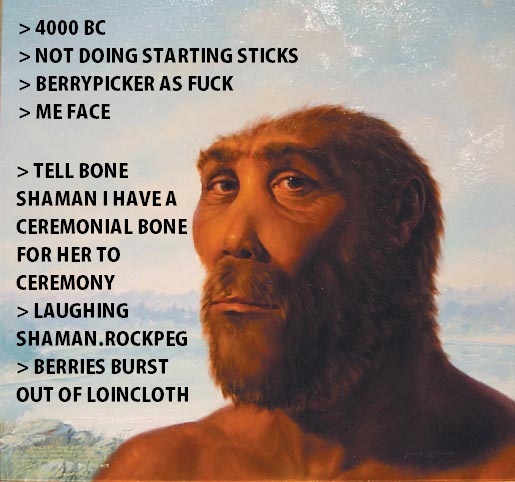 > 4000 BC
> NOT DOING STARTING STICKS
> BERRYPICKER AS FUCK
> ME FACE
> TELL BONE
SHAMAN I HAVE A
CEREMONIAL BONE
FOR HER TO
CEREMONY
> LAUGHING
SHAMAN.ROCKPEG
> BERRIES BURST
OUT OF LOINCLOTH